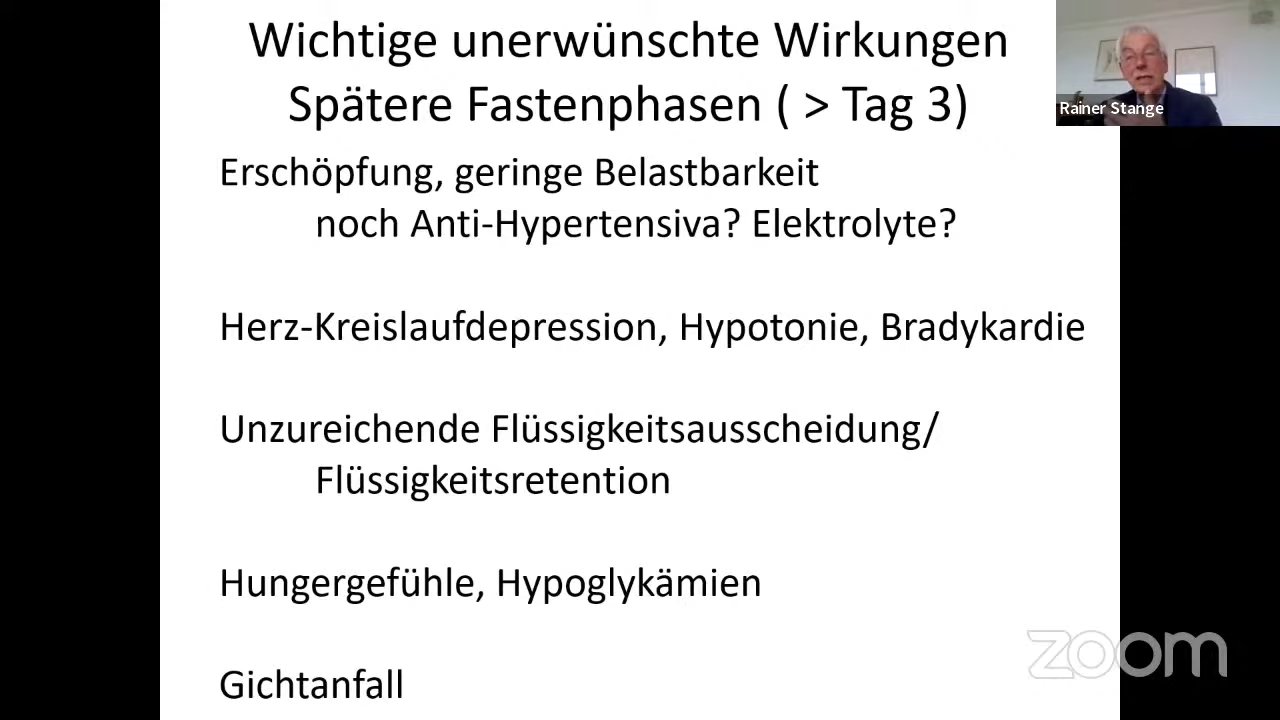 Wichtige unerwünschte Wirkungen
Spätere Fastenphasen ( > Tag 3)
Rainer Stange
Erschöpfung, geringe Belastbarkeit
noch Anti-Hypertensiva? Elektrolyte?
Herz-Kreislaufdepression, Hypotonie, Bradykardie
Unzureichende Flüssigkeitsausscheidung/
Flüssigkeitsretention
Hungergefühle, Hypoglykämien
Gichtanfall
zoom